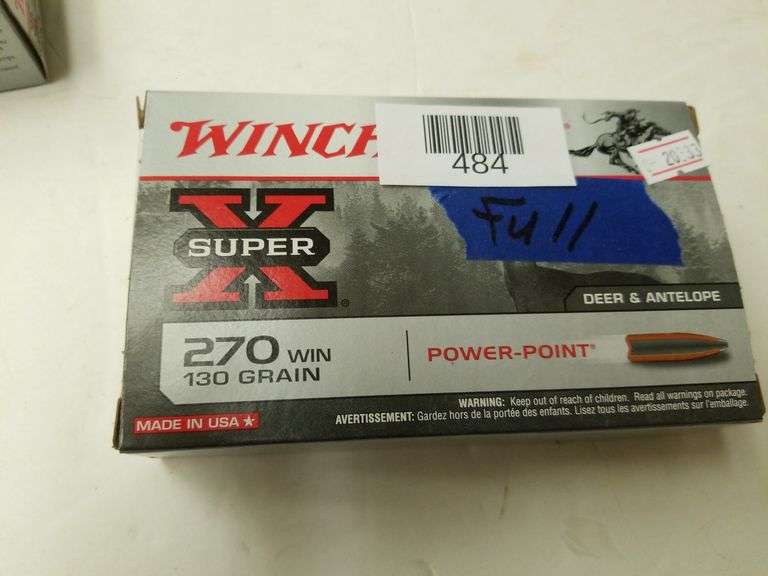 WINCH
484
20.33
Full
X
SUPER
®
DEER & ANTELOPE
270 WIN
130 GRAIN
POWER-POINT®
WARNING: Keep out of reach of children. Read all warnings on package.
AVERTISSEMENT: Gardez hors de la portée des enfants. Lisez tous les avertissements sur l'emballage.
MADE IN USA